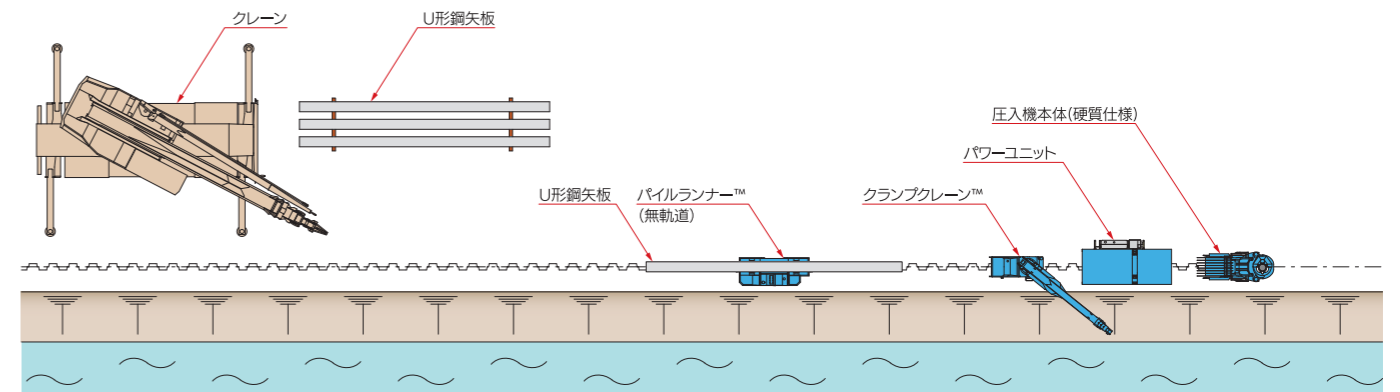 クレーン
U形鋼矢板
圧入機本体(硬質仕様)
パワーユニット
U形鋼矢板
パイルランナー™
（無軌道）
クランプクレーン™